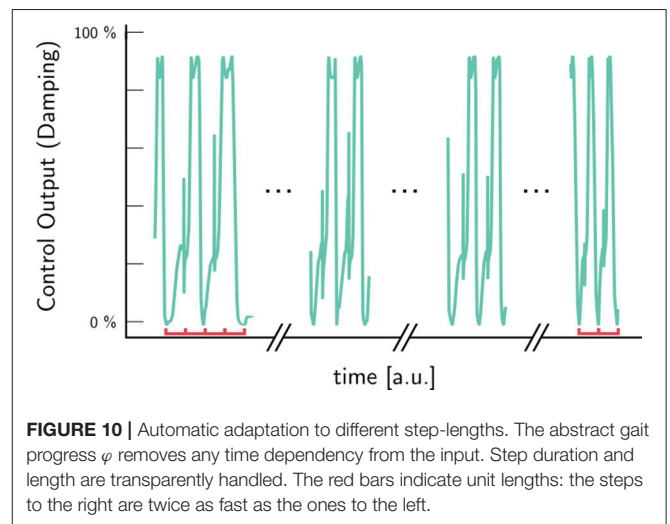 100 %
Control Output (Damping)
0 %
... ... ...
time [a.u.]
FIGURE 10 | Automatic adaptation to different step-lengths. The abstract gait
progress φ removes any time dependency from the input. Step duration and
length are transparently handled. The red bars indicate unit lengths: the steps
to the right are twice as fast as the ones to the left.